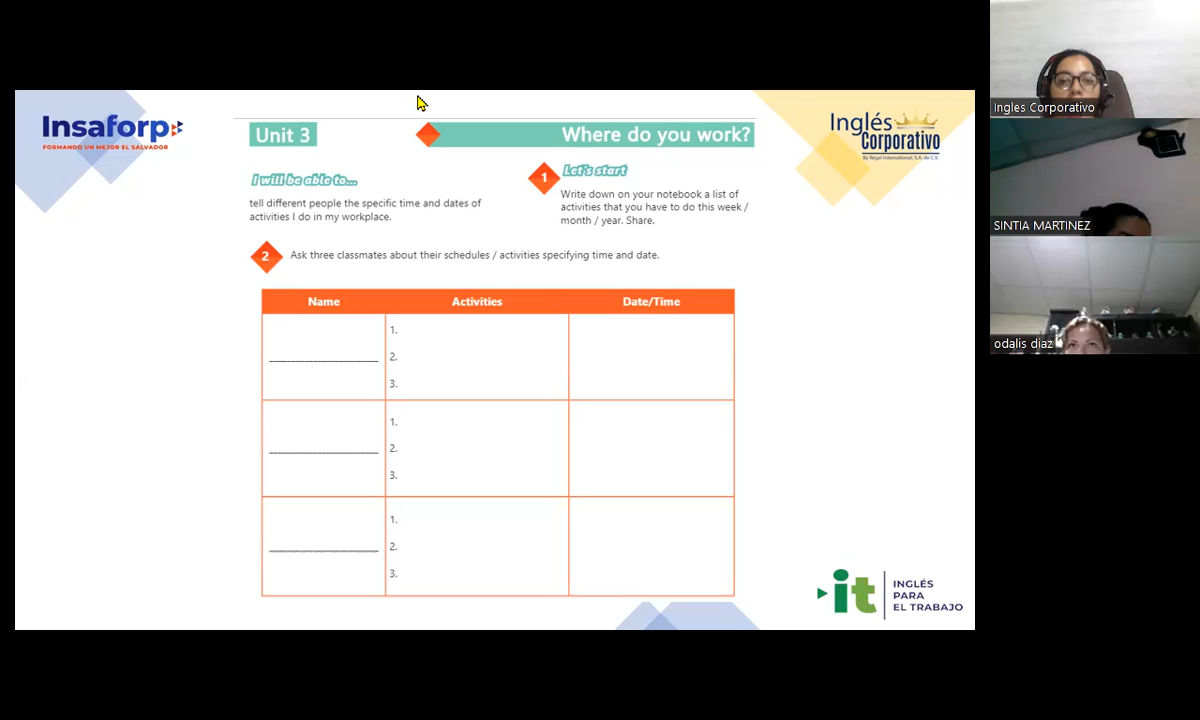 Insaforp
FORMANDO UN MEJOR EL SALVADOR
Unit 3
Where do you work?
Inglés
Corporativo
By Regal International, S.A. de C.V.
I will be able to...
tell different people the specific time and dates of
activities I do in my workplace.
1
Let's start
Write down on your notebook a list of
activities that you have to do this week /
month / year. Share.
2
Ask three classmates about their schedules / activities specifying time and date.
Name
Activities
Date/Time
1.
2.
3.
1.
2.
3.
1.
2.
3.
it
INGLÉS
PARA
EL TRABAJO
Ingles Corporativo
SINTIA MARTINEZ
odalis diaz